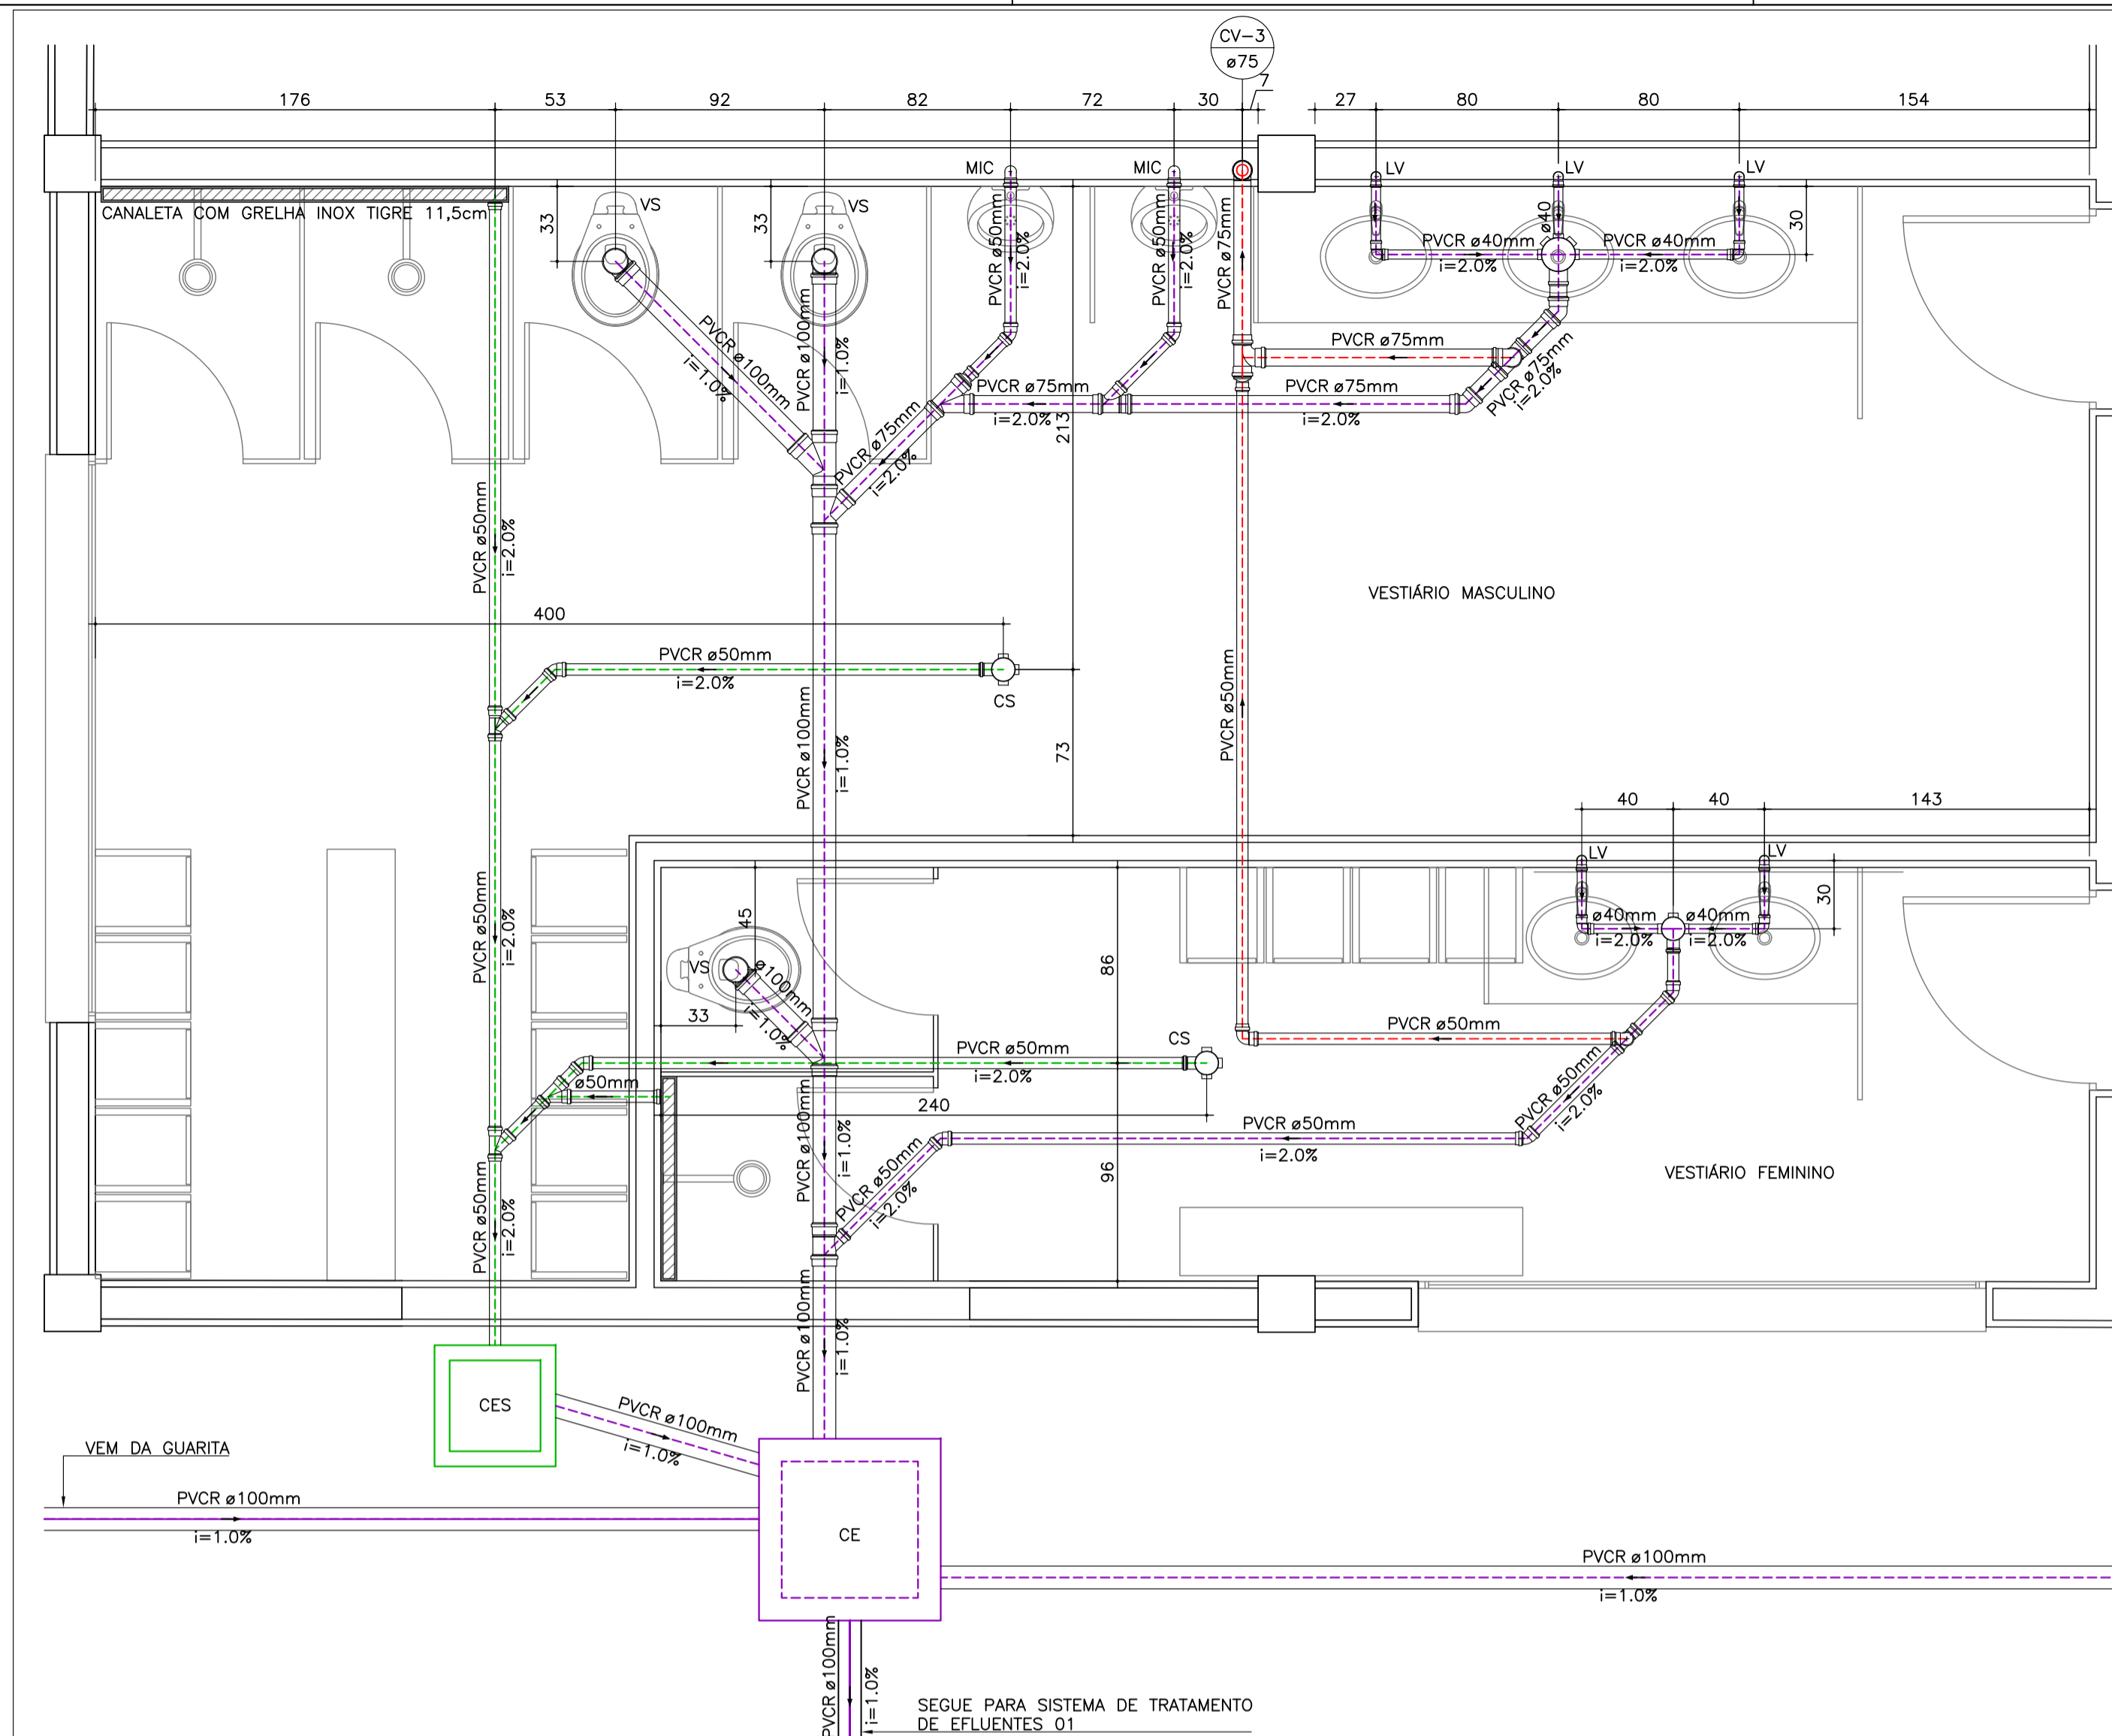 CV-3
ø75
7
176
53
92
82
72
30
27
80
80
154
MIC
MIC
LV
LV
LV
CANALETA COM GRELHA INOX TIGRE 11,5cm
33
VS
33
VS
PVCR ø50mm
i=2.0%
PVCR ø50mm
i=2.0%
PVCR ø75mm
ø40
PVCR ø40mm
i=2.0%
PVCR ø40mm
i=2.0%
30
PVCR ø100mm
i=1.0%
PVCR ø100mm
i=1.0%
PVCR ø75mm
PVCR ø75mm
i=2.0%
PVCR ø75mm
i=2.0%
PVCR ø75mm
i=2.0%
PVCR ø75mm
i=2.0%
213
PVCR ø50mm
i=2.0%
VESTIÁRIO MASCULINO
400
PVCR ø50mm
i=2.0%
CS
PVCR ø100mm
i=1.0%
73
PVCR ø50mm
40
40
143
LV
LV
30
ø40mm
i=2.0%
ø40mm
i=2.0%
PVCR ø50mm
i=2.0%
45
VS
ø100mm
i=1.0%
33
86
PVCR ø50mm
i=2.0%
CS
PVCR ø50mm
ø50mm
240
PVCR ø50mm
i=2.0%
PVCR ø50mm
i=2.0%
PVCR ø100mm
i=1.0%
PVCR ø50mm
i=2.0%
96
VESTIÁRIO FEMININO
PVCR ø50mm
i=2.0%
PVCR ø100mm
i=1.0%
CES
PVCR ø100mm
i=1.0%
VEM DA GUARITA
PVCR ø100mm
i=1.0%
CE
PVCR ø100mm
i=1.0%
PVCR ø100mm
i=1.0%
SEGUE PARA SISTEMA DE TRATAMENTO
DE EFLUENTES 01